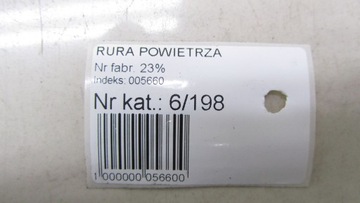 RURA POWIETRZA
Nr fabr. 23%
Indeks: 005660
Nr kat.: 6/198
1 000000 056600